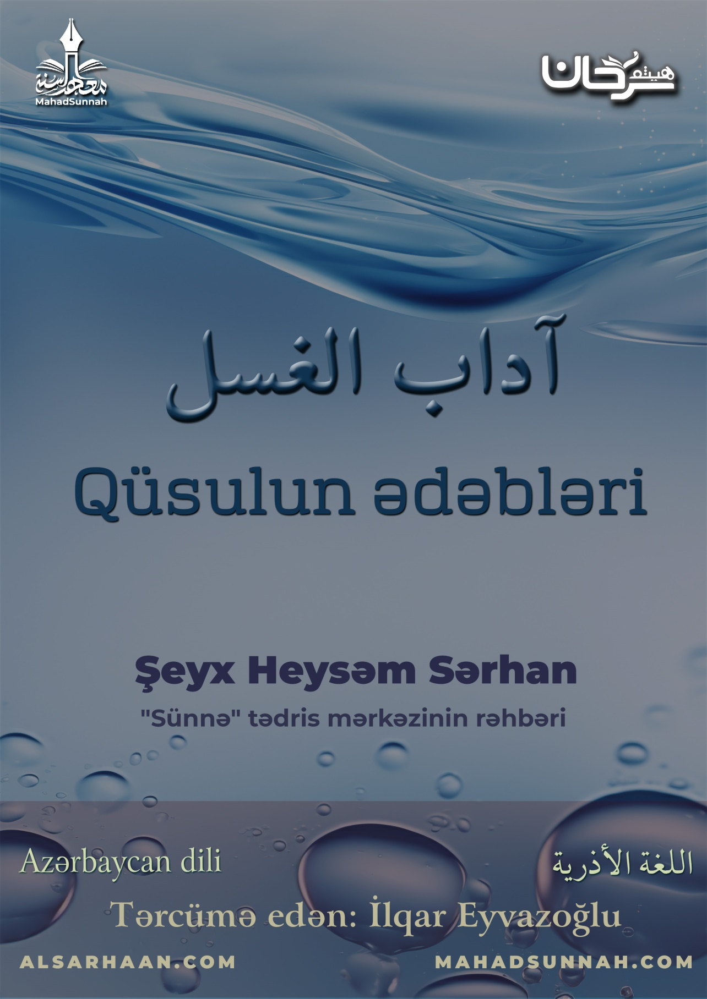 معهد السنة
MahadSunnah
هيثم سرحان
آداب الغسل
Qüsulun ədəbləri
Şeyx Heysəm Sərhan
"Sünnə" tədris mərkəzinin rəhbəri
Azərbaycan dili
اللغة الأذرية
Tərcümə edən: İlqar Eyvazoğlu
ALSARHAAN.COM
MAHADSUNNAH.COM